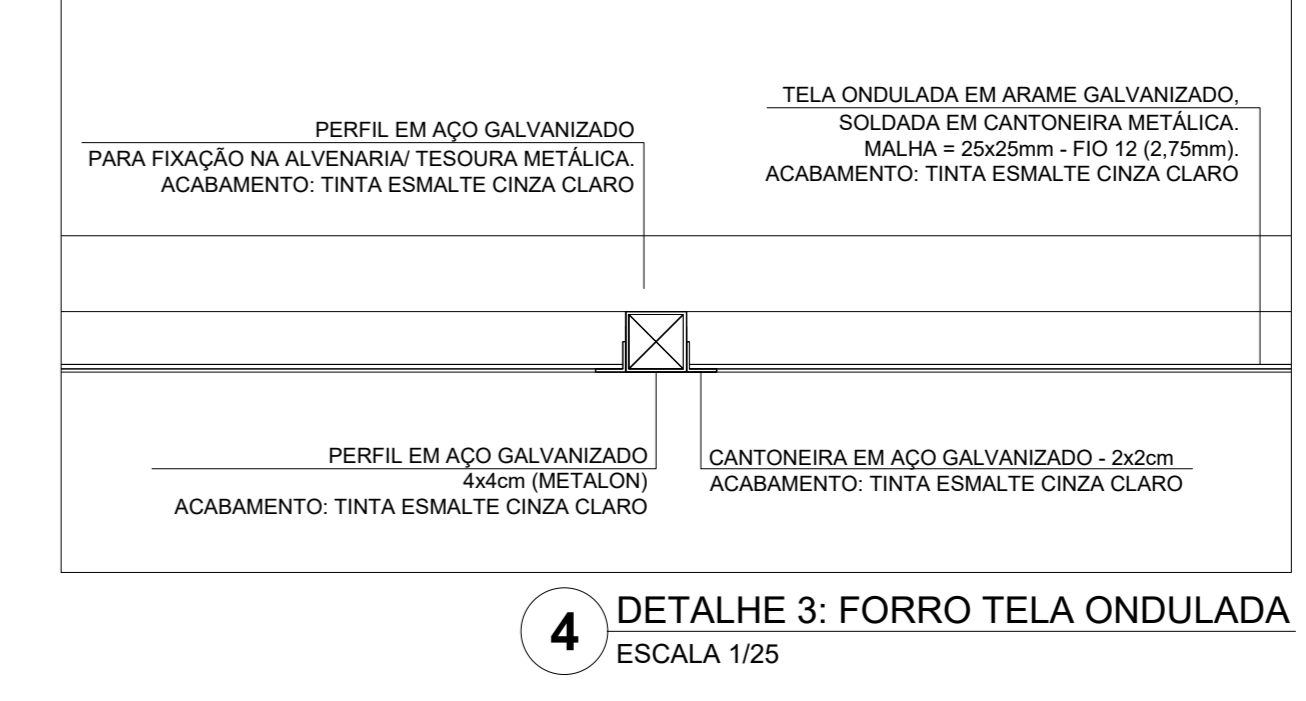 PERFIL EM AÇO GALVANIZADO
PARA FIXAÇÃO NA ALVENARIA/ TESOURA METÁLICA.
ACABAMENTO: TINTA ESMALTE CINZA CLARO
TELA ONDULADA EM ARAME GALVANIZADO,
SOLDADA EM CANTONEIRA METÁLICA.
MALHA = 25x25mm - FIO 12 (2,75mm).
ACABAMENTO: TINTA ESMALTE CINZA CLARO
PERFIL EM AÇO GALVANIZADO
4x4cm (METALON)
ACABAMENTO: TINTA ESMALTE CINZA CLARO
CANTONEIRA EM AÇO GALVANIZADO - 2x2cm
ACABAMENTO: TINTA ESMALTE CINZA CLARO
4
DETALHE 3: FORRO TELA ONDULADA
ESCALA 1/25